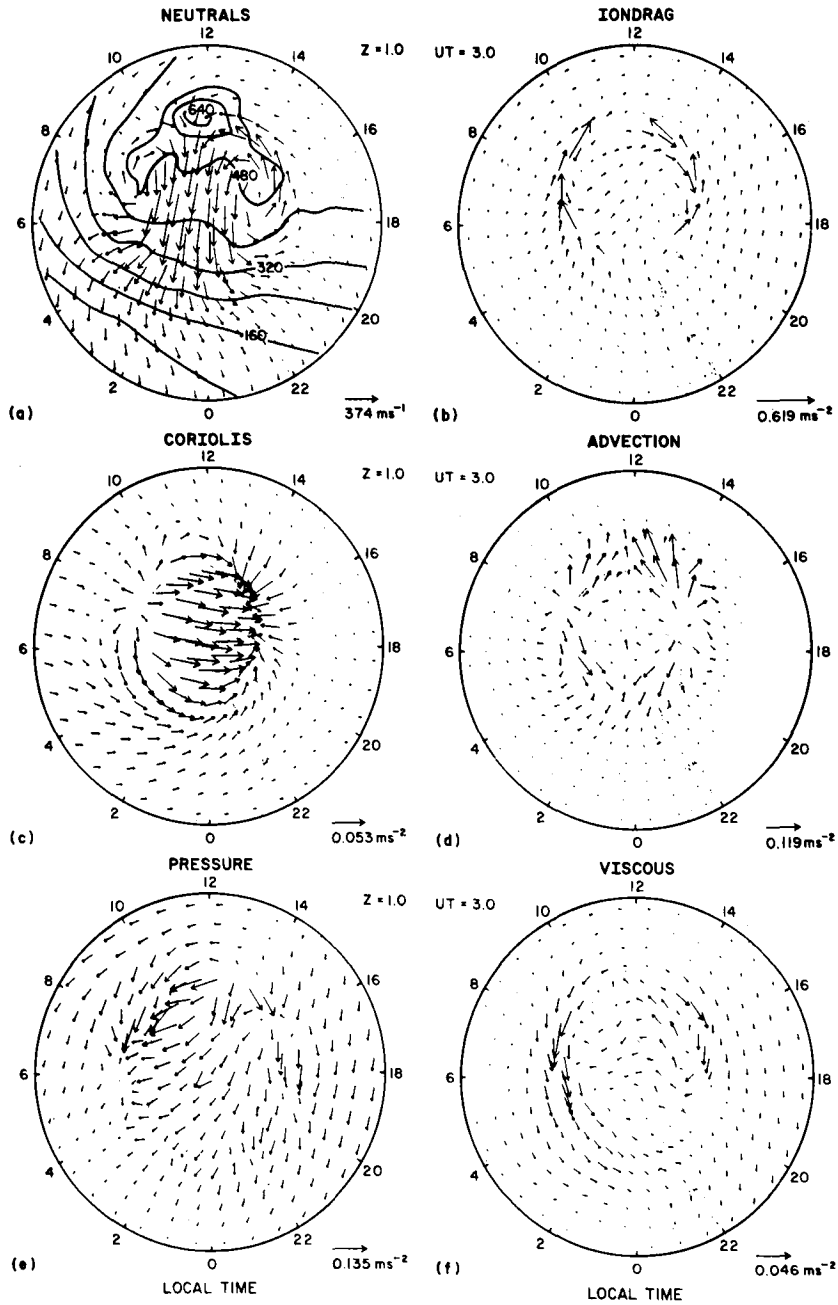 NEUTRALS
12
10
14
Z = 1.0
8
16
640
480
6
18
320
4
20
160
2
22
0
(a)
374 ms⁻¹
IONDRAG
12
UT = 3.0
10
14
8
16
6
18
4
20
2
22
0
(b)
0.619 ms⁻²
CORIOLIS
12
10
14
Z = 1.0
8
16
6
18
4
20
2
22
0
(c)
0.053 ms⁻²
ADVECTION
12
UT = 3.0
10
14
8
16
6
18
4
20
2
22
0
(d)
0.119 ms⁻²
PRESSURE
12
10
14
Z = 1.0
8
16
6
18
4
20
2
22
0
(e)
0.135 ms⁻²
LOCAL TIME
VISCOUS
12
UT = 3.0
10
14
8
16
6
18
4
20
2
22
0
(f)
0.046 ms⁻²
LOCAL TIME